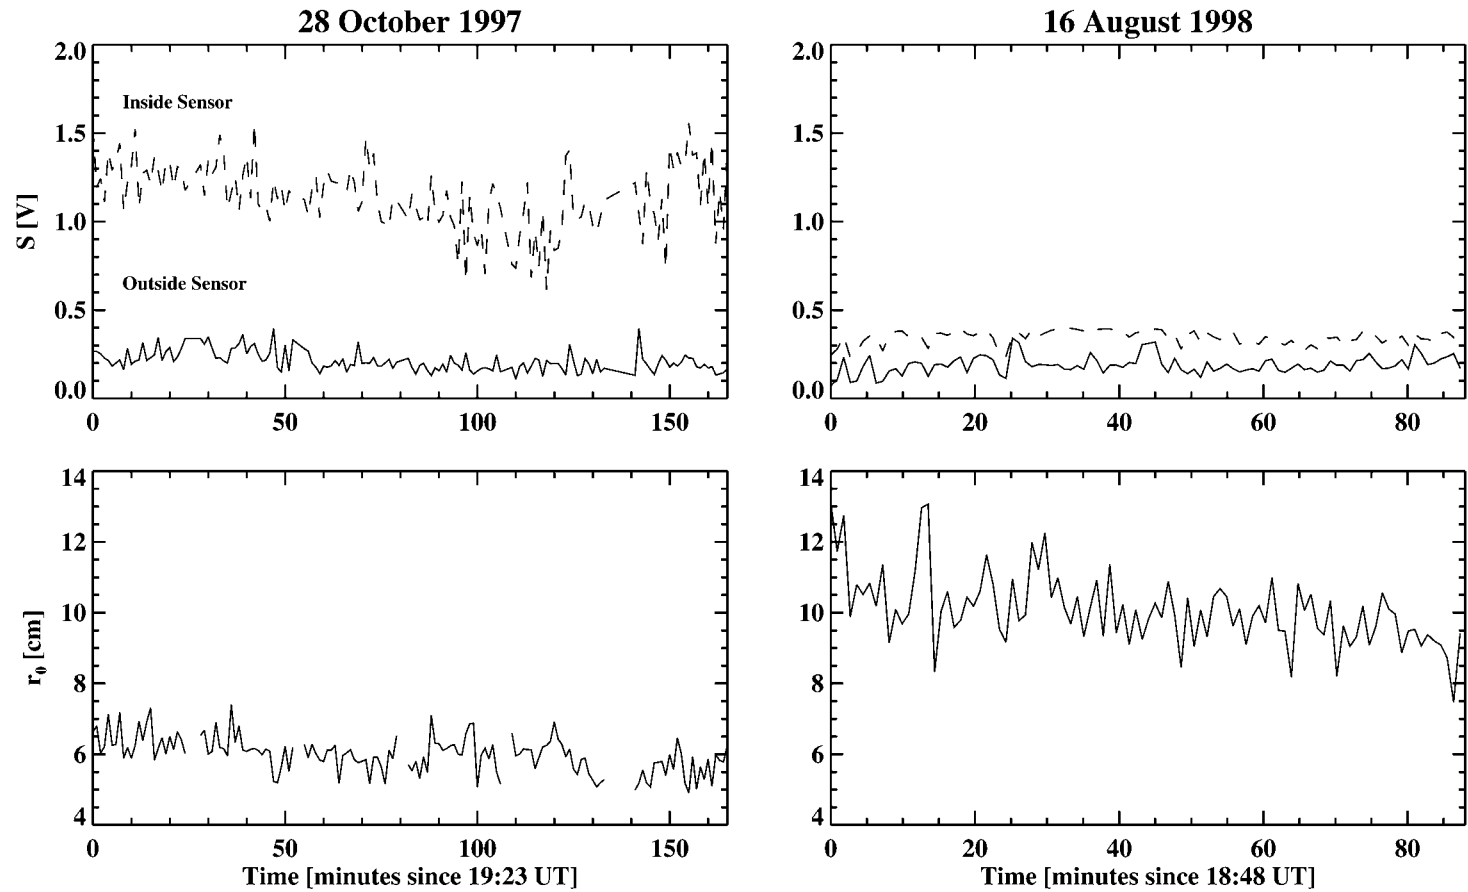 28 October 1997
16 August 1998
2.0
1.5
1.0
0.5
0.0
S [V]
Inside Sensor
Outside Sensor
0 50 100 150
2.0
1.5
1.0
0.5
0.0
0 20 40 60 80
14
12
10
8
6
4
r0 [cm]
0 50 100 150
Time [minutes since 19:23 UT]
14
12
10
8
6
4
0 20 40 60 80
Time [minutes since 18:48 UT]